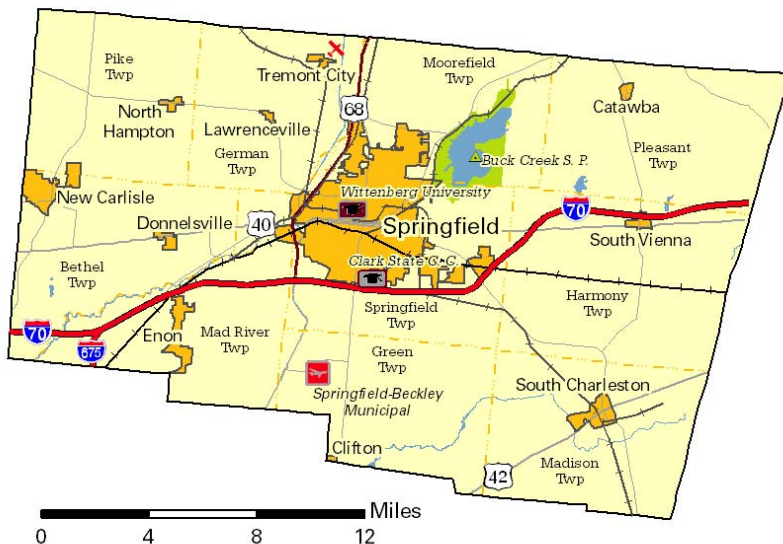 Pike
Twp
Tremont City
Moorefield
Twp
68
Catawba
North
Hampton
Lawrenceville
German
Twp
Pleasant
Twp
Buck Creek S. P.
New Carlisle
Wittenberg University
Donnelsville
40
Springfield
70
South Vienna
Clark State C. C.
Bethel
Twp
Harmony
Twp
Springfield
Twp
70
675
Enon
Mad River
Twp
Green
Twp
Springfield-Beckley
Municipal
South Charleston
Clifton
42
Madison
Twp
Miles
0 4 8 12